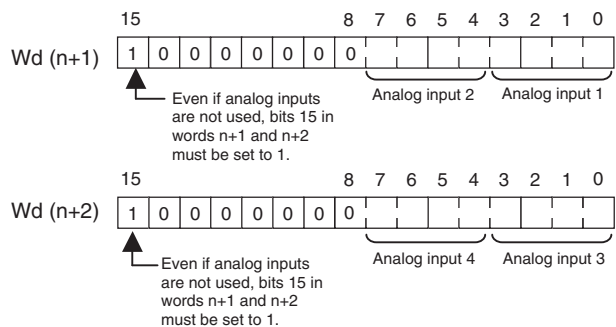 15 8 7 6 5 4 3 2 1 0
Wd (n+1) 1 0 0 0 0 0 0 0
Analog input 2 Analog input 1
Even if analog inputs
are not used, bits 15 in
words n+1 and n+2
must be set to 1.
15 8 7 6 5 4 3 2 1 0
Wd (n+2) 1 0 0 0 0 0 0 0
Analog input 4 Analog input 3
Even if analog inputs
are not used, bits 15 in
words n+1 and n+2
must be set to 1.